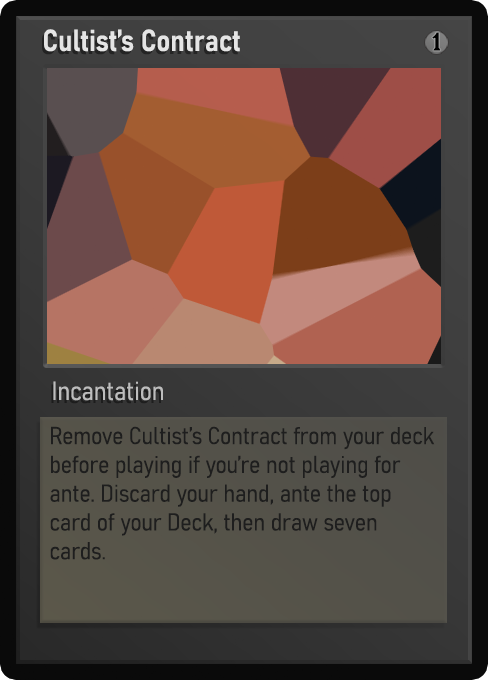 Cultist's Contract
1
Incantation
Remove Cultist's Contract from your deck
before playing if you're not playing for
ante. Discard your hand, ante the top
card of your Deck, then draw seven
cards.